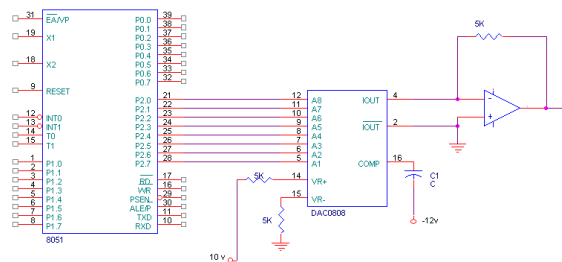 31 EA/VP P0.0 39
P0.1 38
19 X1 P0.2 37
P0.3 36
P0.4 35
18 X2 P0.5 34
P0.6 33
P0.7 32
9 RESET
P2.0 21 12 A8 IOUT 4
P2.1 22 11 A7
12 INT0 P2.2 23 10 A6
13 INT1 P2.3 24 9 A5 IOUT 2
14 T0 P2.4 25 8 A4
15 T1 P2.5 26 7 A3
P2.6 27 6 A2
1 P1.0 P2.7 28 5 A1 COMP 16
2 P1.1
3 P1.2 RD 17 14 VR+
4 P1.3 WR 16
5 P1.4 PSEN 29 15 VR-
6 P1.5 ALE/P 30
7 P1.6 TXD 11
8 P1.7 RXD 10
8051
DAC0808
5K
5K
5K
C1
C
-12v
10 v
-
+